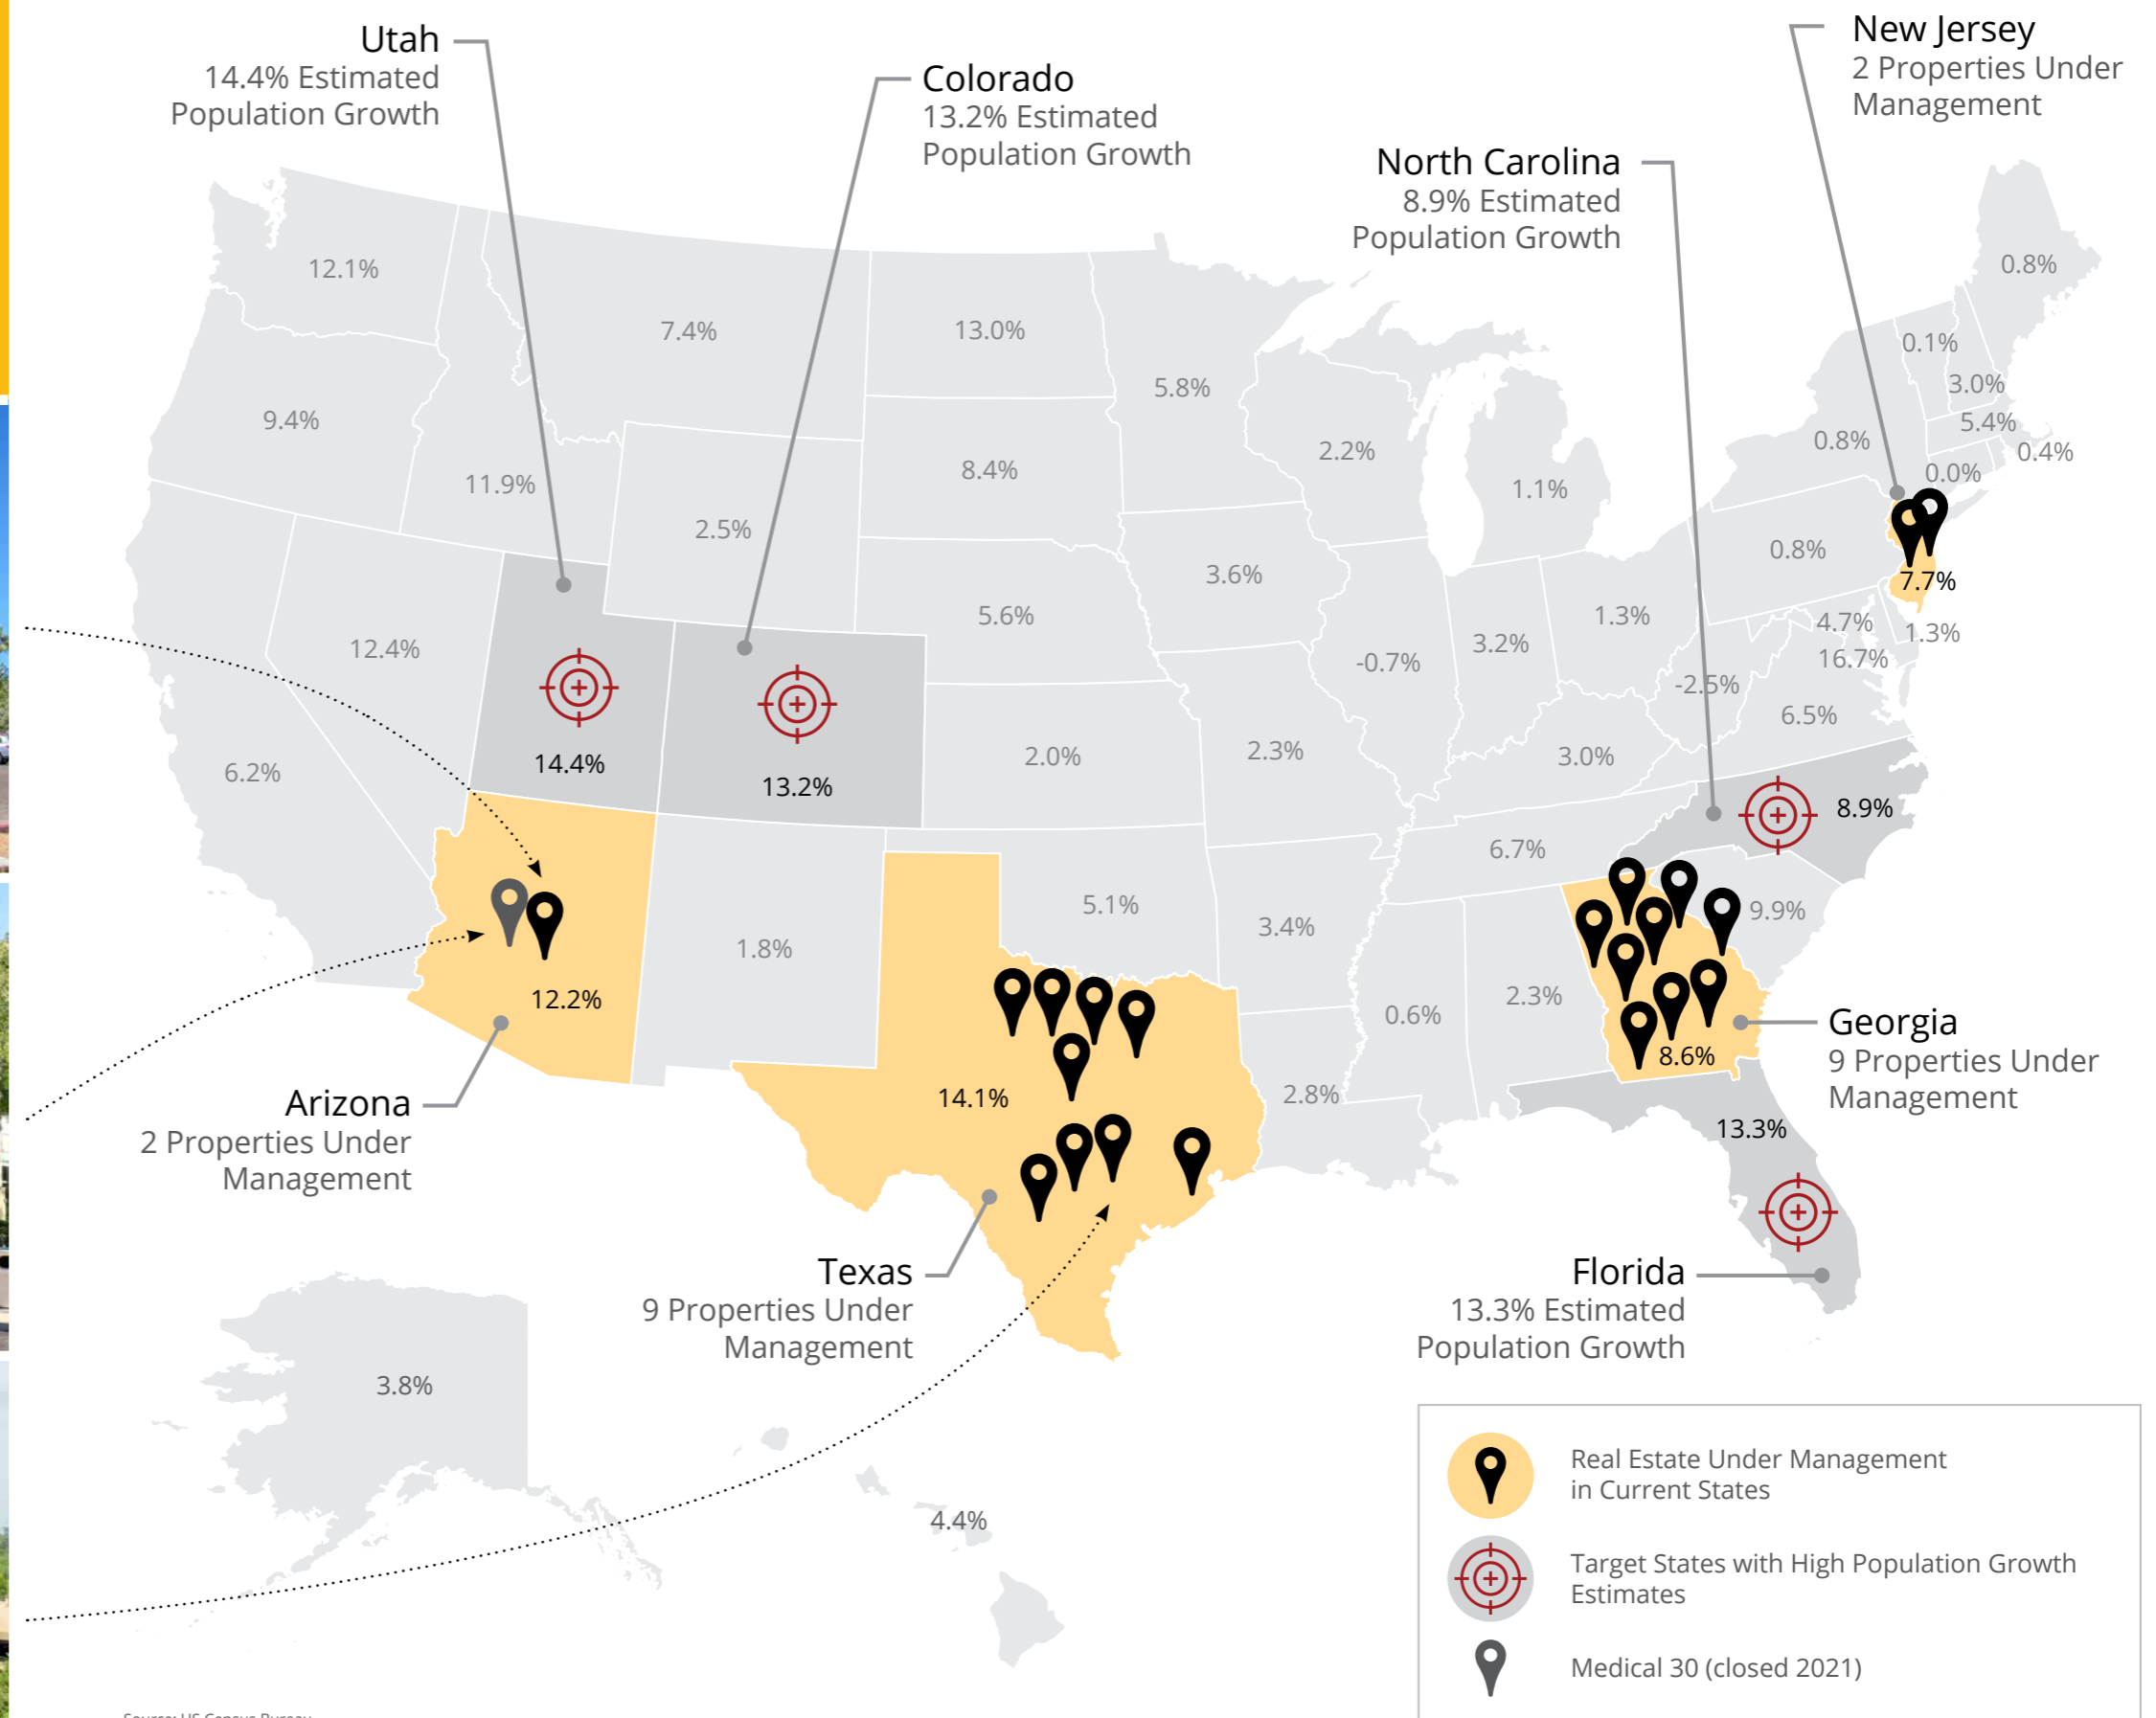 Utah
14.4% Estimated
Population Growth
Colorado
13.2% Estimated
Population Growth
New Jersey
2 Properties Under
Management
North Carolina
8.9% Estimated
Population Growth
12.1%
7.4%
13.0%
5.8%
0.8%
0.1%
3.0%
5.4%
0.4%
0.0%
0.8%
9.4%
11.9%
2.5%
8.4%
2.2%
1.1%
0.8%
7.7%
3.6%
5.6%
1.3%
3.2%
-0.7%
4.7%
1.3%
16.7%
-2.5%
6.5%
12.4%
6.2%
14.4%
13.2%
2.0%
2.3%
3.0%
8.9%
6.7%
9.9%
5.1%
3.4%
1.8%
12.2%
14.1%
0.6%
2.3%
8.6%
2.8%
13.3%
Georgia
9 Properties Under
Management
Arizona
2 Properties Under
Management
Texas
9 Properties Under
Management
Florida
13.3% Estimated
Population Growth
3.8%
4.4%
Real Estate Under Management
in Current States
Target States with High Population Growth
Estimates
Medical 30 (closed 2021)
Source: US Census Bureau